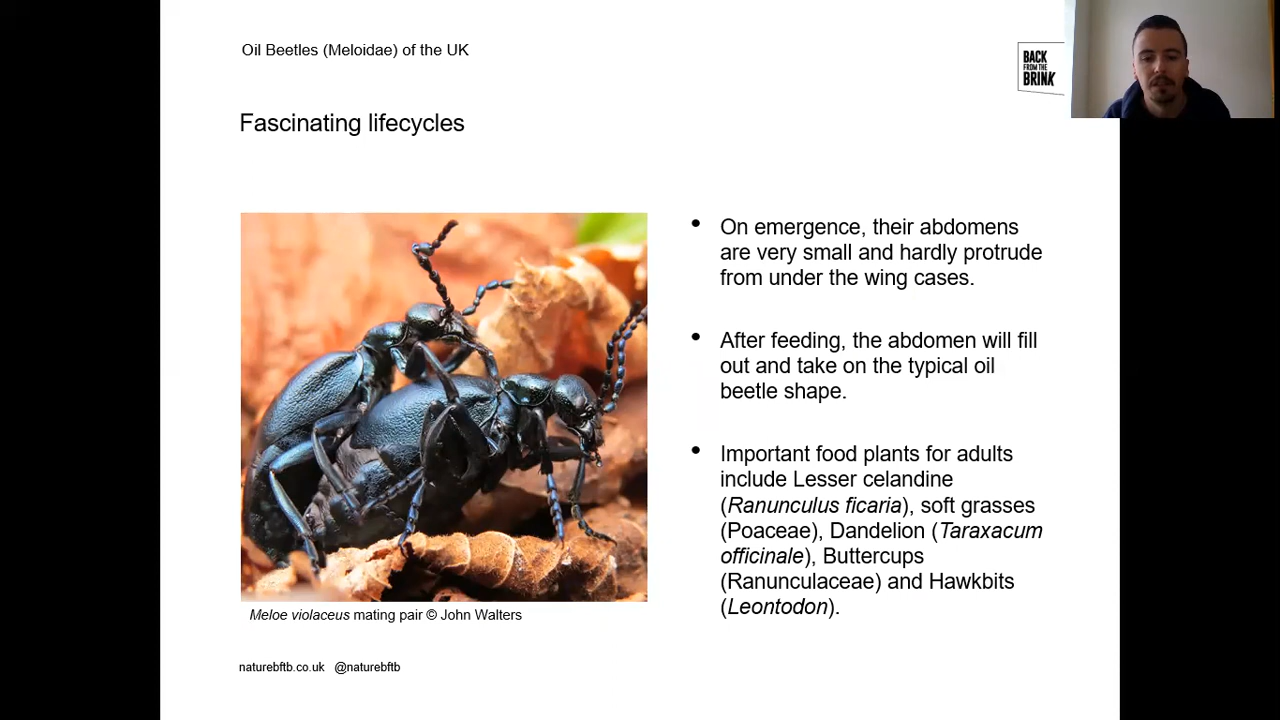 Oil Beetles (Meloidae) of the UK
BACK
FROM THE
BRINK
Fascinating lifecycles
• On emergence, their abdomens
are very small and hardly protrude
from under the wing cases.
• After feeding, the abdomen will fill
out and take on the typical oil
beetle shape.
• Important food plants for adults
include Lesser celandine
(Ranunculus ficaria), soft grasses
(Poaceae), Dandelion (Taraxacum
officinale), Buttercups
(Ranunculaceae) and Hawkbits
(Leontodon).
Meloe violaceus mating pair © John Walters
naturebftb.co.uk @naturebftb